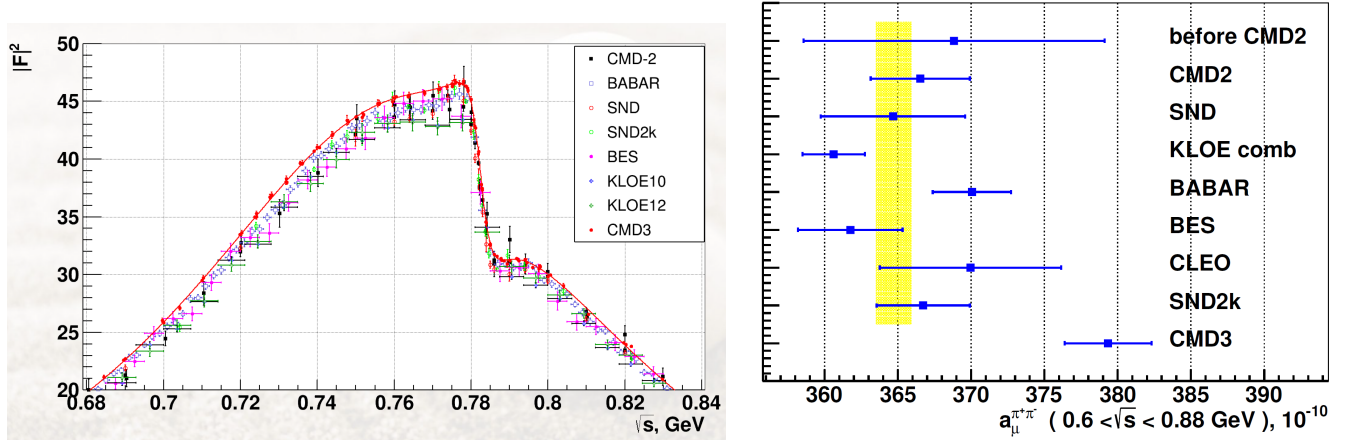 |F|²
50
45
40
35
30
25
20
0.68 0.7 0.72 0.74 0.76 0.78 0.8 0.82 0.84
√s, GeV
CMD-2
BABAR
SND
SND2k
BES
KLOE10
KLOE12
CMD3
before CMD2
CMD2
SND
KLOE comb
BABAR
BES
CLEO
SND2k
CMD3
360 365 370 375 380 385 390
a_μ^{π⁺π⁻} ( 0.6 <√s < 0.88 GeV ), 10⁻¹⁰